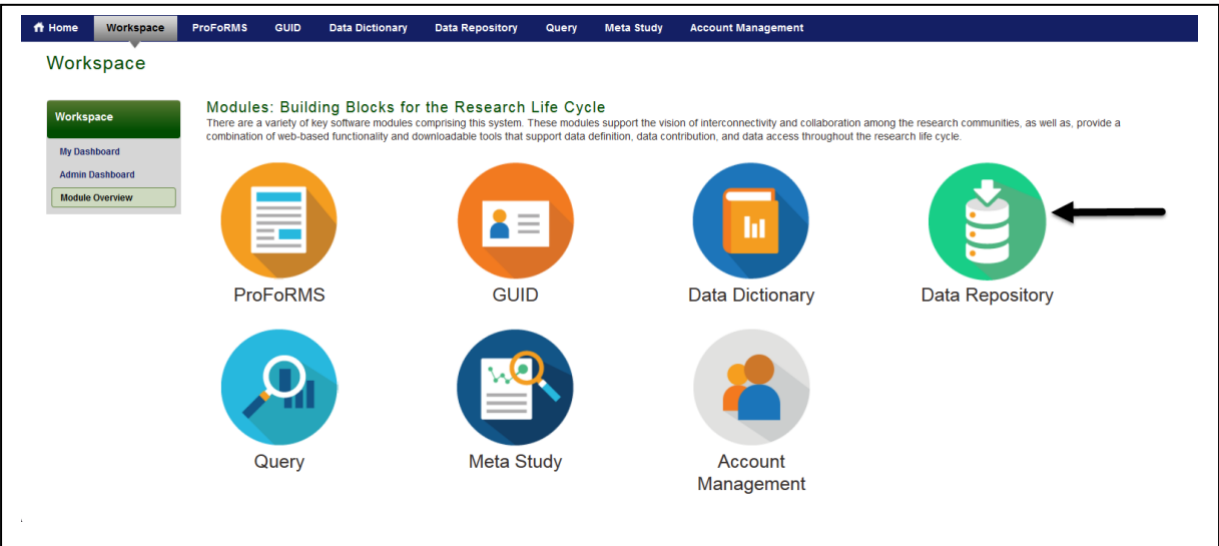 Home Workspace ProFoRMS GUID Data Dictionary Data Repository Query Meta Study Account Management
Workspace
Workspace
My Dashboard
Admin Dashboard
Module Overview
Modules: Building Blocks for the Research Life Cycle
There are a variety of key software modules comprising this system. These modules support the vision of interconnectivity and collaboration among the research communities, as well as, provide a
combination of web-based functionality and downloadable tools that support data definition, data contribution, and data access throughout the research life cycle.
ProFoRMS GUID Data Dictionary Data Repository
Query Meta Study Account
Management